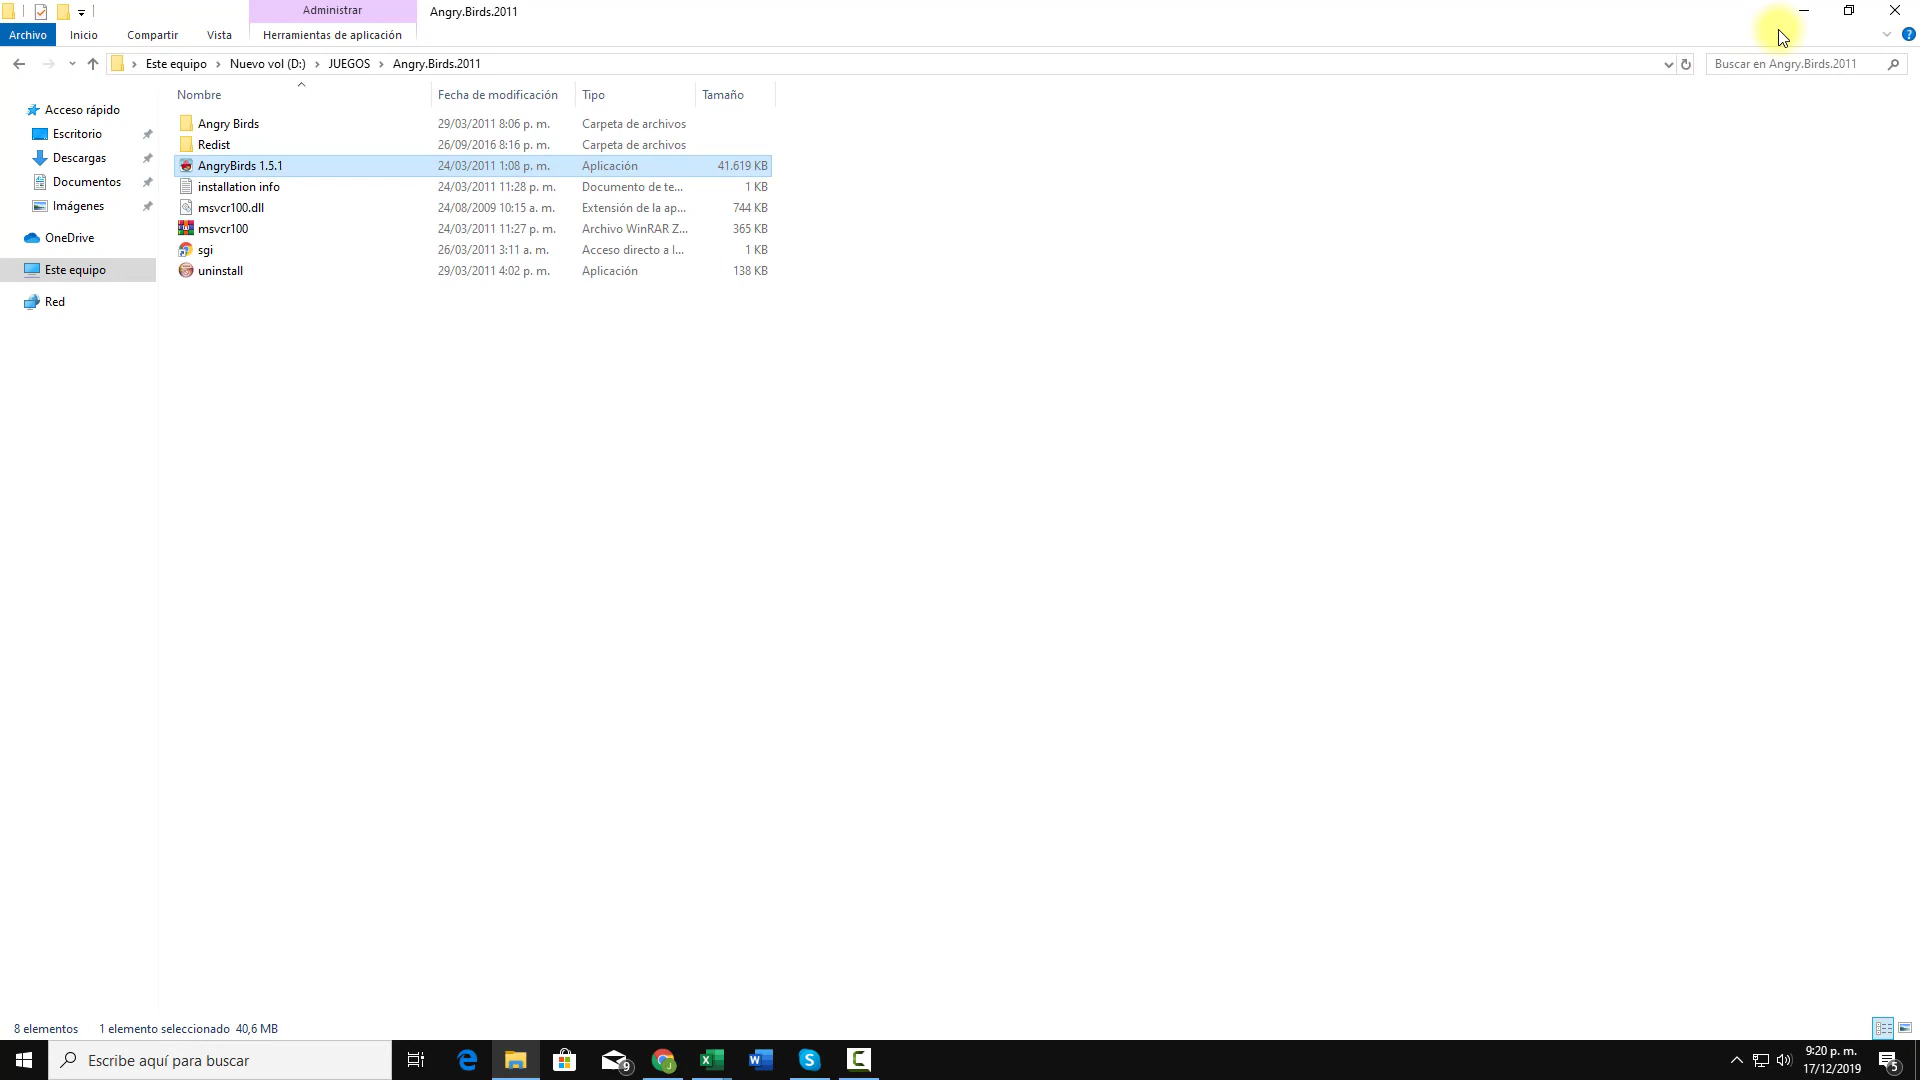 Administrar
Angry.Birds.2011
Archivo
Inicio
Compartir
Vista
Herramientas de aplicación
Este equipo
Nuevo vol (D:)
JUEGOS
Angry.Birds.2011
Buscar en Angry.Birds.2011
Nombre
Fecha de modificación
Tipo
Tamaño
Acceso rápido
Escritorio
Descargas
Documentos
Imágenes
OneDrive
Este equipo
Red
Angry Birds 29/03/2011 8:06 p. m. Carpeta de archivos
Redist 26/09/2016 8:16 p. m. Carpeta de archivos
AngryBirds 1.5.1 24/03/2011 1:08 p. m. Aplicación 41.619 KB
installation info 24/03/2011 11:28 p. m. Documento de te... 1 KB
msvcr100.dll 24/08/2009 10:15 a. m. Extensión de la ap... 744 KB
msvcr100 24/03/2011 11:27 p. m. Archivo WinRAR Z... 365 KB
sgi 26/03/2011 3:11 a. m. Acceso directo a I... 1 KB
uninstall 29/03/2011 4:02 p. m. Aplicación 138 KB
8 elementos
1 elemento seleccionado 40,6 MB
Escribe aquí para buscar
9
9:20 p. m.
17/12/2019
5